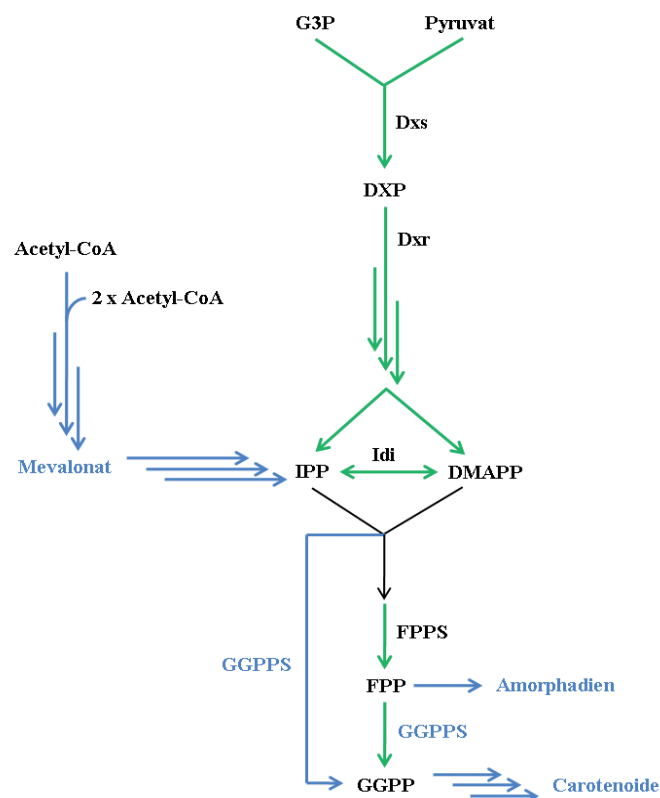 G3P
Pyruvat
Dxs
DXP
Dxr
Acetyl-CoA
2 x Acetyl-CoA
Mevalonat
IPP
Idi
DMAPP
FPPS
GGPPS
FPP
Amorphadien
GGPPS
GGPP
Carotenoide